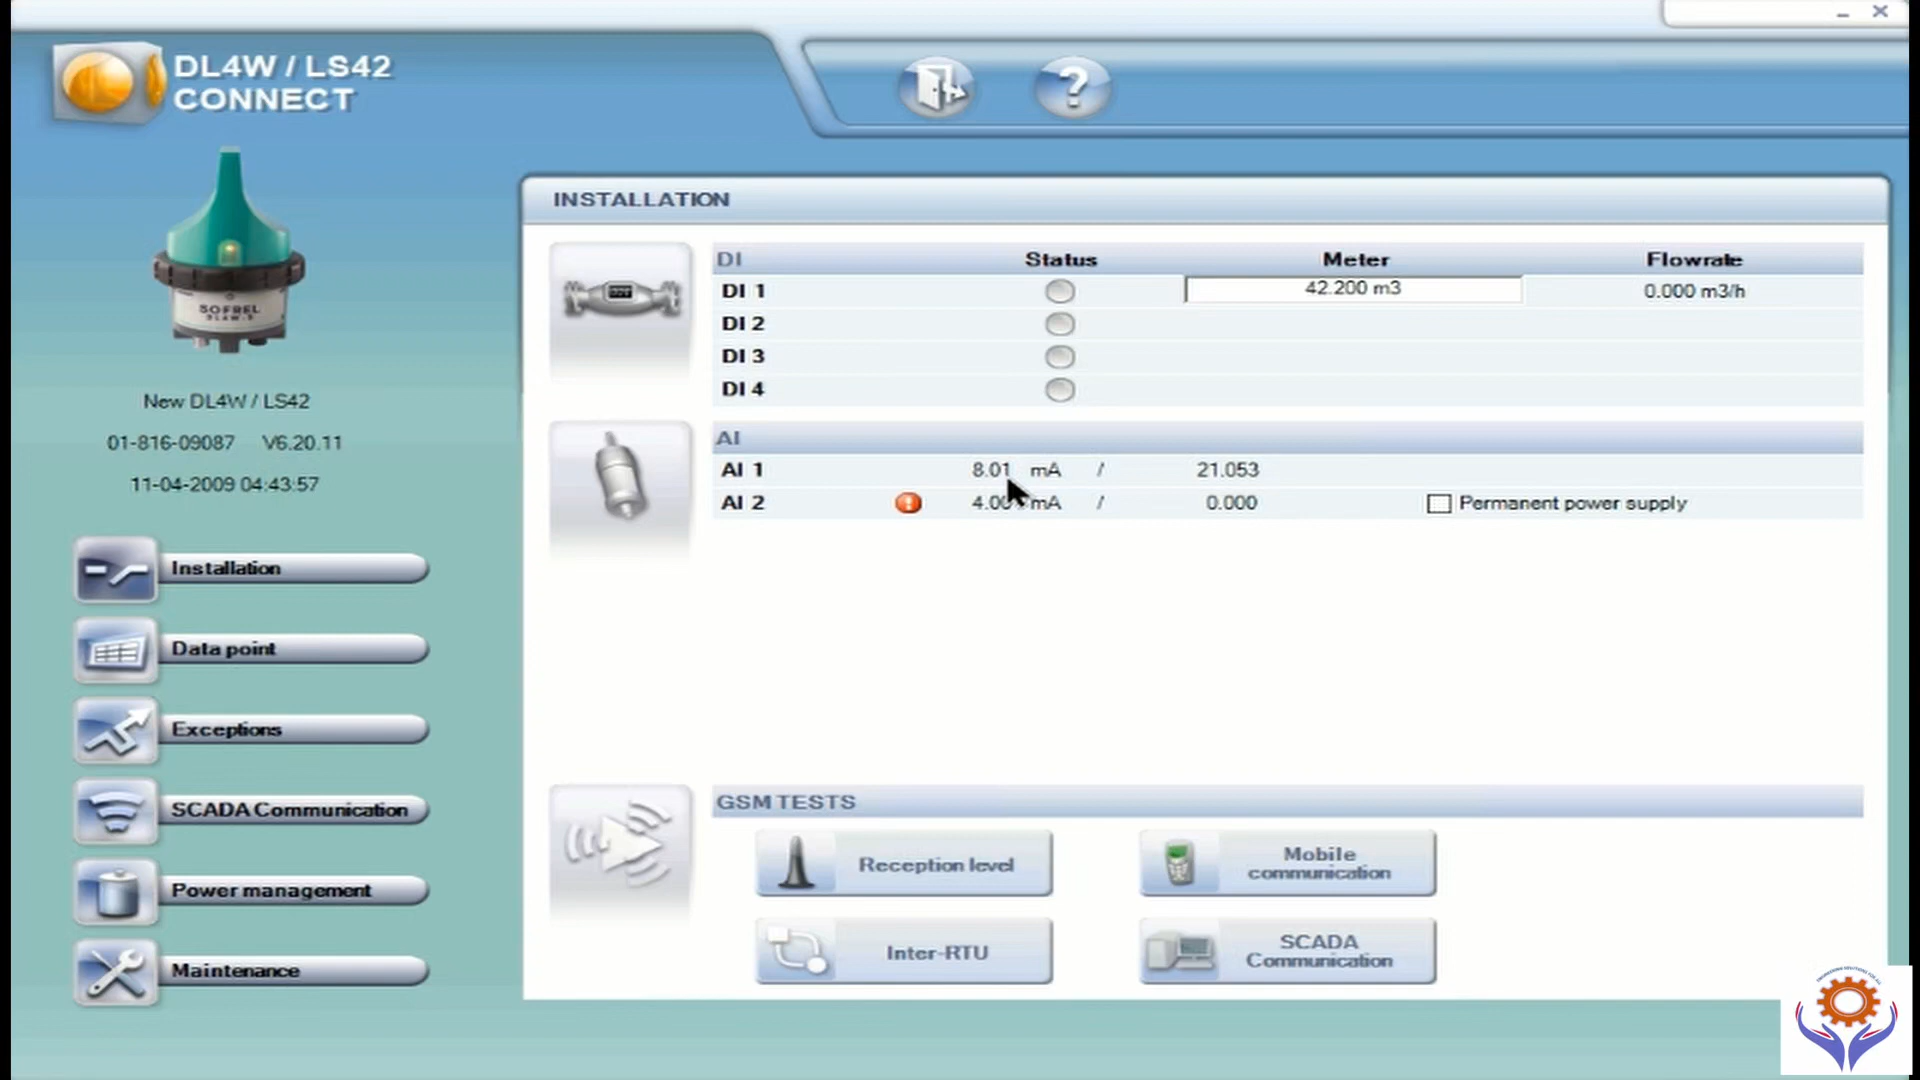 DL4W / LS42
CONNECT
?
INSTALLATION
DI Status Meter Flowrate
DI 1 42.200 m3 0.000 m3/h
DI 2
DI 3
DI 4
AI
AI 1 8.01 mA / 21.053
AI 2 mA / 0.000 Permanent power supply
SOFREL
New DL4W / LS42
01-816-09087 V6.20.11
11-04-2009 04:43:57
Installation
Data point
Exceptions
SCADA Communication
Power management
Maintenance
GSM TESTS
Reception level
Mobile
communication
Inter-RTU
SCADA
Communication